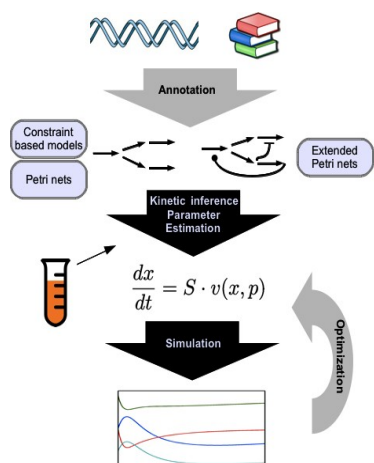 Annotation
Constraint
based models
Petri nets
Extended
Petri nets
Kinetic inference
Parameter
Estimation
dx/dt = S · v(x, p)
Simulation
Optimization